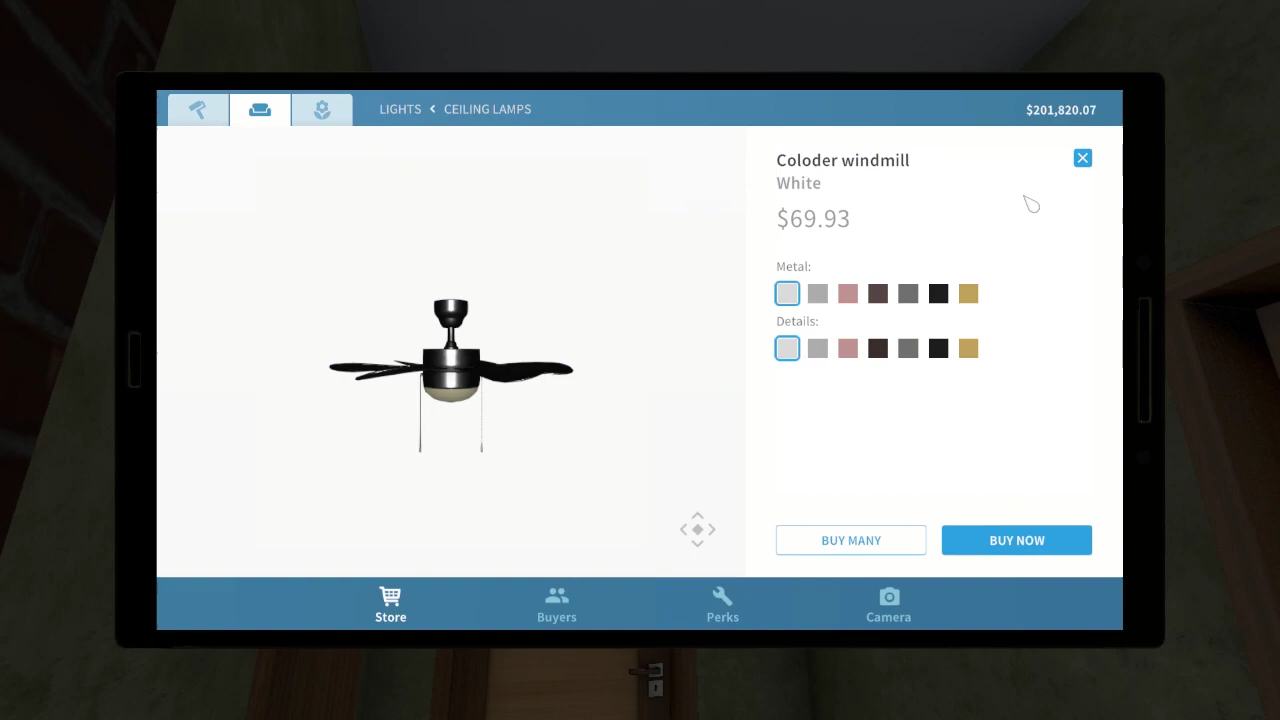 LIGHTS < CEILING LAMPS
$201,820.07
Coloder windmill
White
$69.93
Metal:
Details:
BUY MANY
BUY NOW
Store
Buyers
Perks
Camera